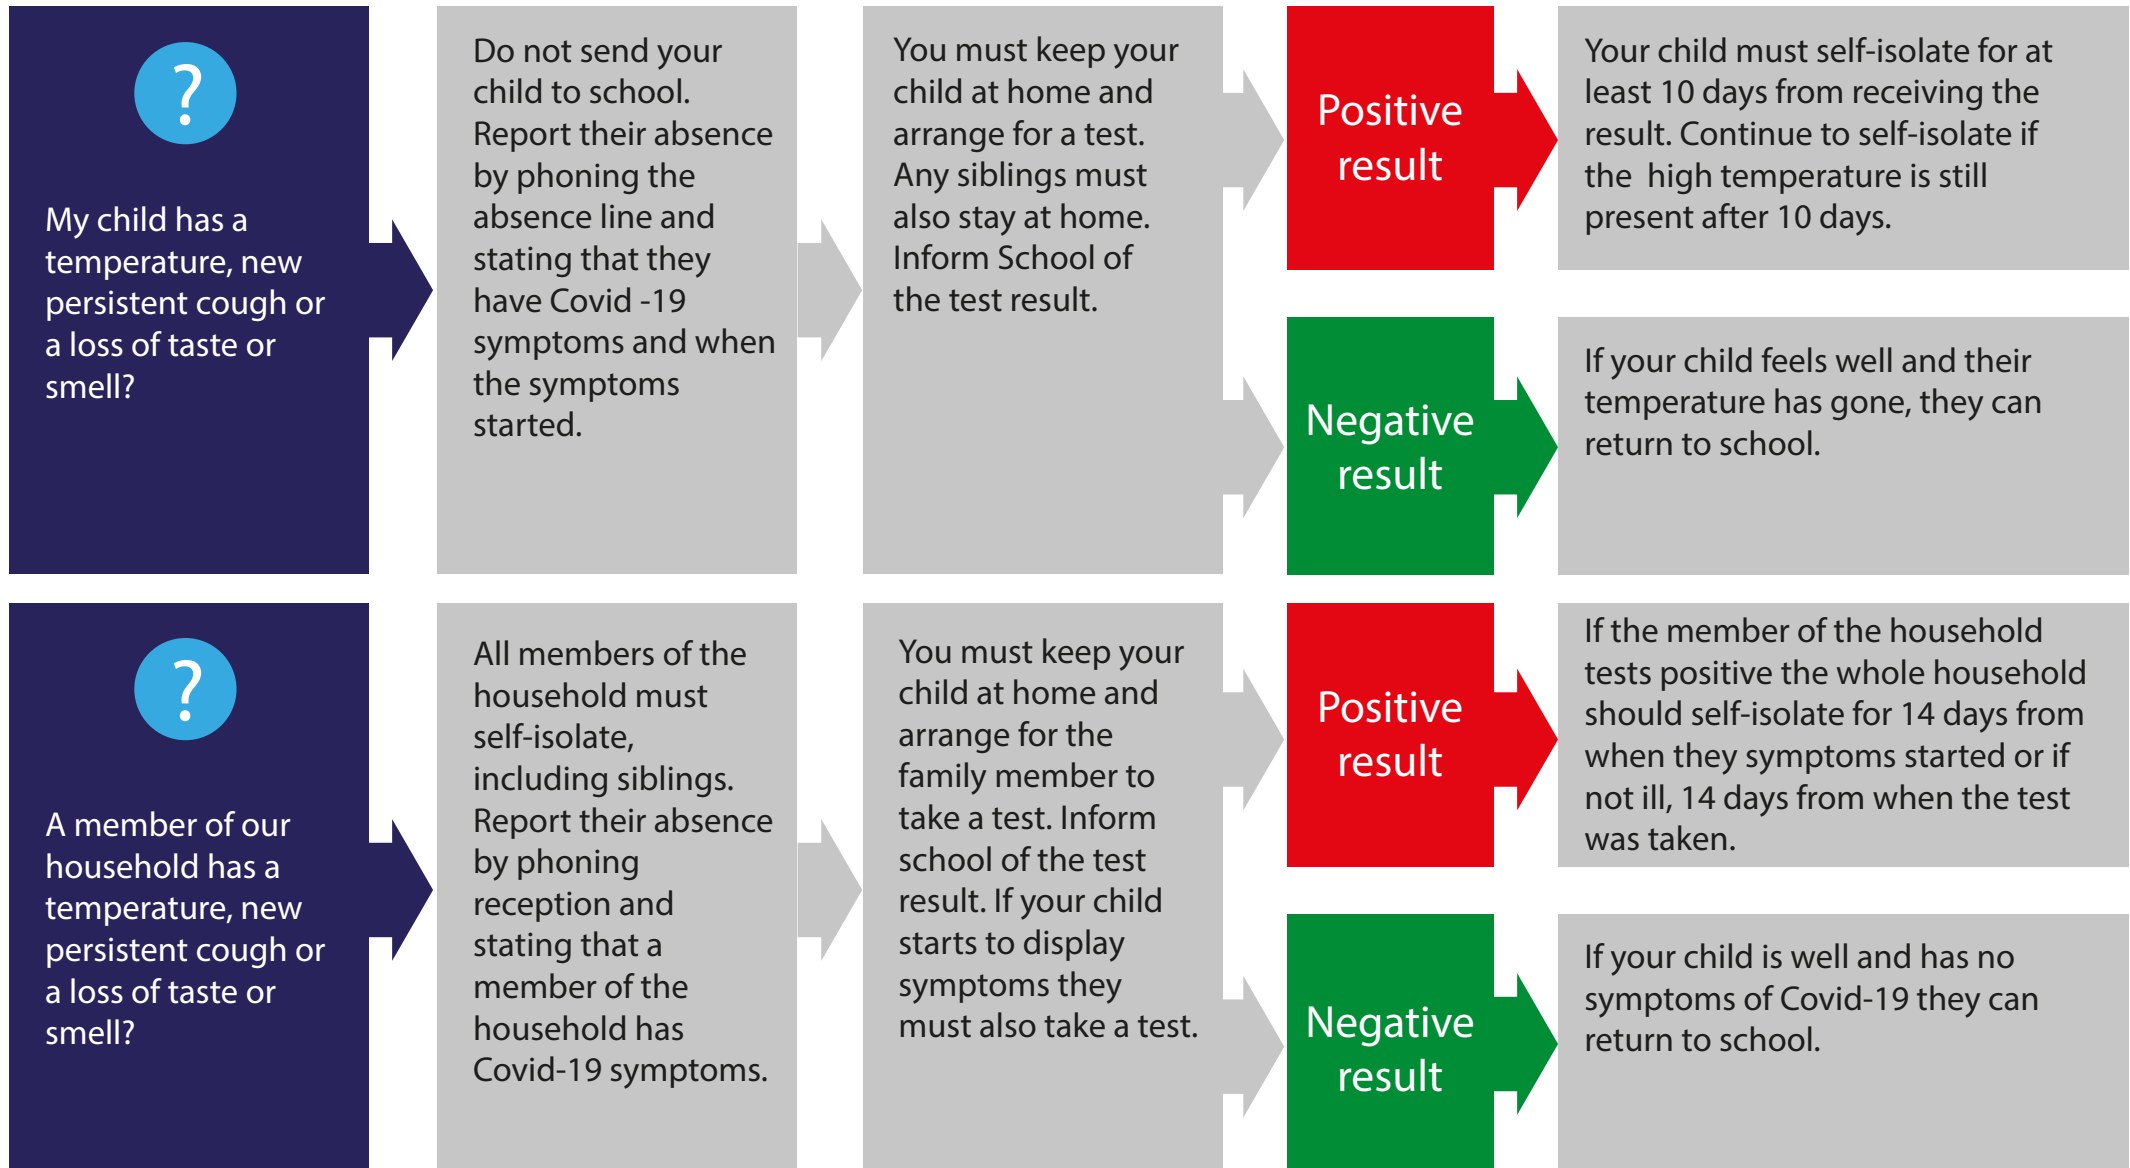 ?
My child has a
temperature, new
persistent cough or
a loss of taste or
smell?
Do not send your
child to school.
Report their absence
by phoning the
absence line and
stating that they
have Covid -19
symptoms and when
the symptoms
started.
You must keep your
child at home and
arrange for a test.
Any siblings must
also stay at home.
Inform School of
the test result.
Positive
result
Your child must self-isolate for at
least 10 days from receiving the
result. Continue to self-isolate if
the  high temperature is still
present after 10 days.
Negative
result
If your child feels well and their
temperature has gone, they can
return to school.
?
A member of our
household has a
temperature, new
persistent cough or
a loss of taste or
smell?
All members of the
household must
self-isolate,
including siblings.
Report their absence
by phoning
reception and
stating that a
member of the
household has
Covid-19 symptoms.
You must keep your
child at home and
arrange for the
family member to
take a test. Inform
school of the test
result. If your child
starts to display
symptoms they
must also take a test.
Positive
result
If the member of the household
tests positive the whole household
should self-isolate for 14 days from
when they symptoms started or if
not ill, 14 days from when the test
was taken.
Negative
result
If your child is well and has no
symptoms of Covid-19 they can
return to school.